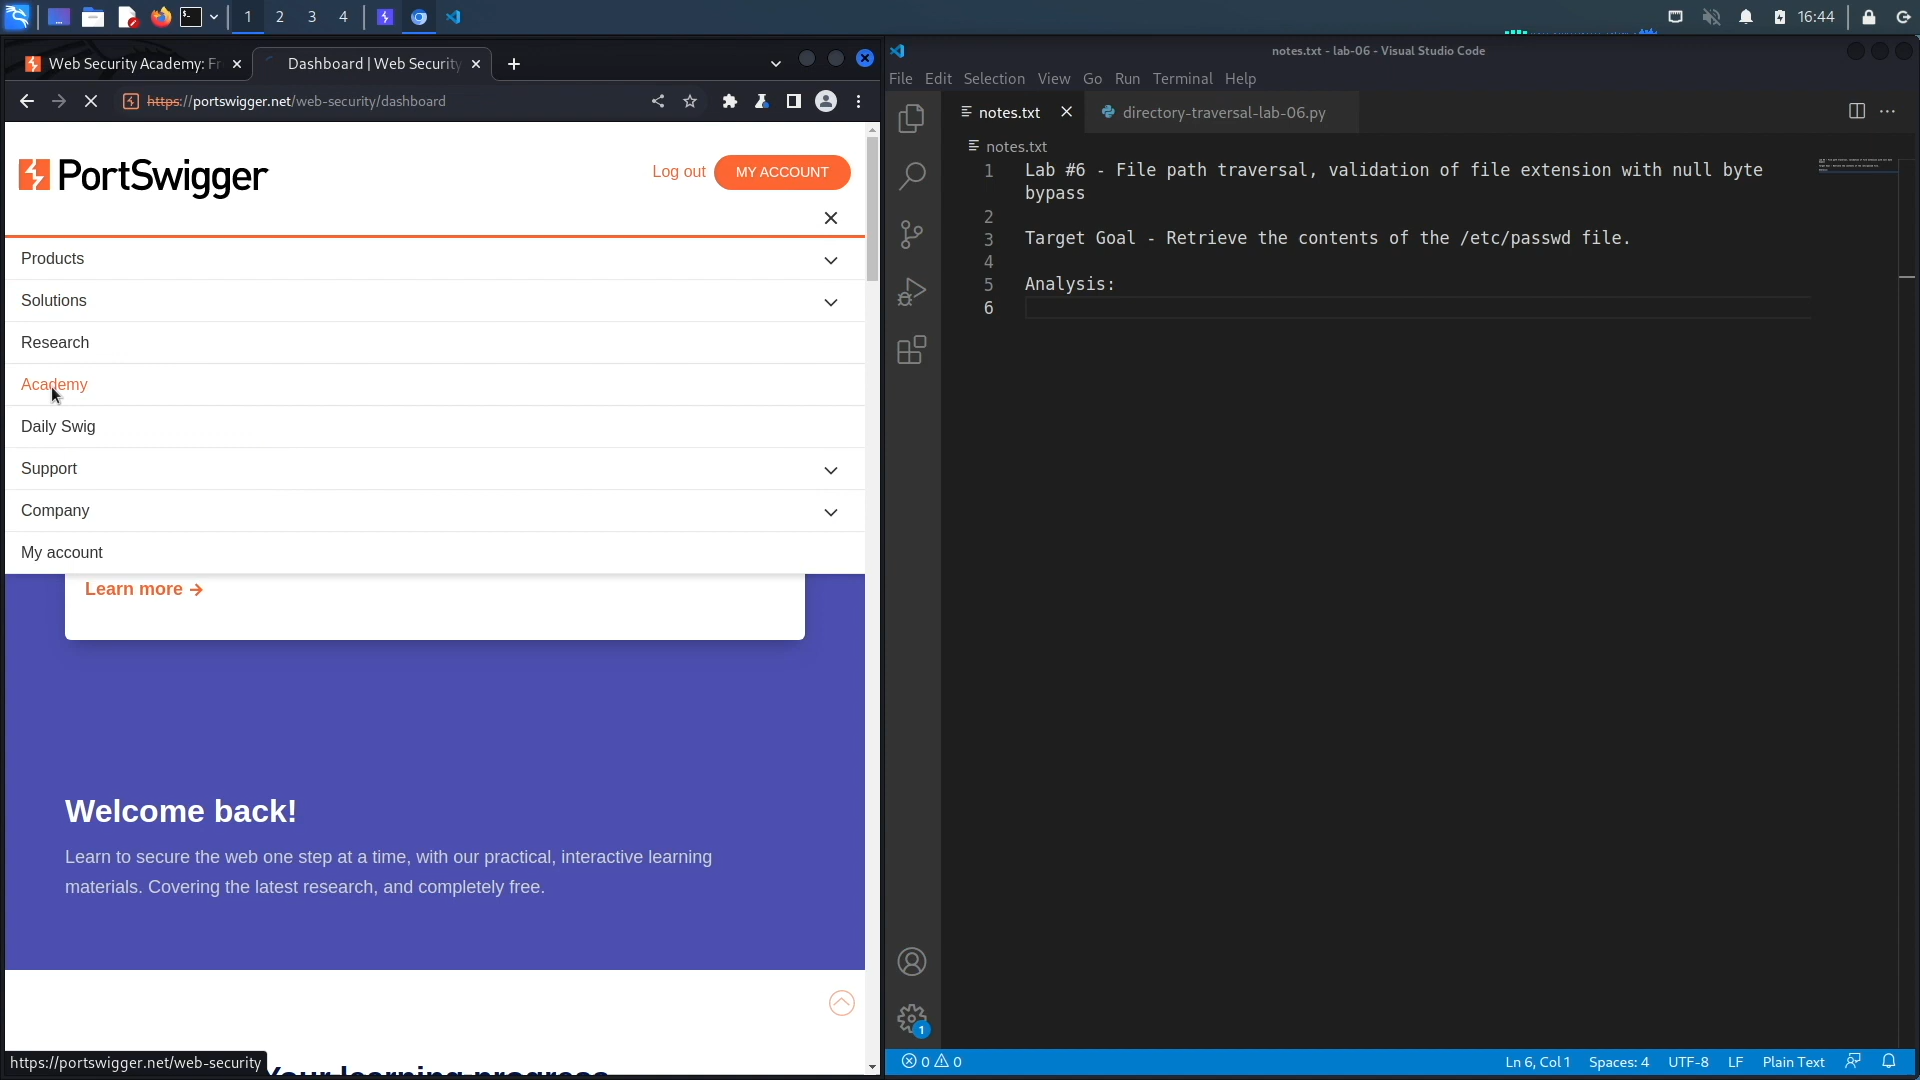 1 2 3 4 16:44
Web Security Academy: Fr
Dashboard | Web Security
https://portswigger.net/web-security/dashboard
PortSwigger
Log out MY ACCOUNT
Products
Solutions
Research
Academy
Daily Swig
Support
Company
My account
Learn more →
Welcome back!
Learn to secure the web one step at a time, with our practical, interactive learning
materials. Covering the latest research, and completely free.
Your learning progress
https://portswigger.net/web-security
notes.txt - lab-06 - Visual Studio Code
File Edit Selection View Go Run Terminal Help
notes.txt directory-traversal-lab-06.py
notes.txt
1 Lab #6 - File path traversal, validation of file extension with null byte
bypass
2
3 Target Goal - Retrieve the contents of the /etc/passwd file.
4
5 Analysis:
6
1
0 0 Ln 6, Col 1 Spaces: 4 UTF-8 LF Plain Text